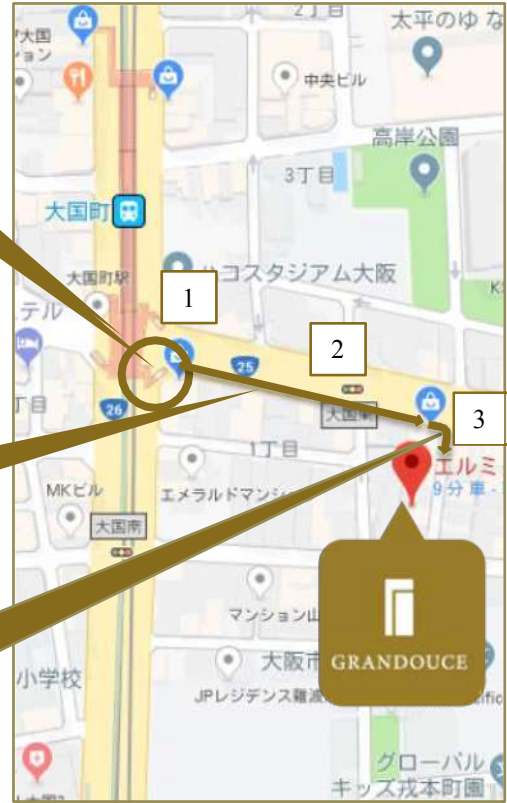 2丁目
大国
ション
太平のゆ な
中央ビル
高岸公園
3丁目
大国町
大国町駅
コスタジアム大阪
1
テル
25
2
丁目
26
大国
3
1丁目
エルミ
9分 車 -
MKビル
エメラルドマンシ
大国南
GRANDOUCE
マンション山
大阪市
小学校
JPレジデンス難波
グローバル
キッズ戎本町園